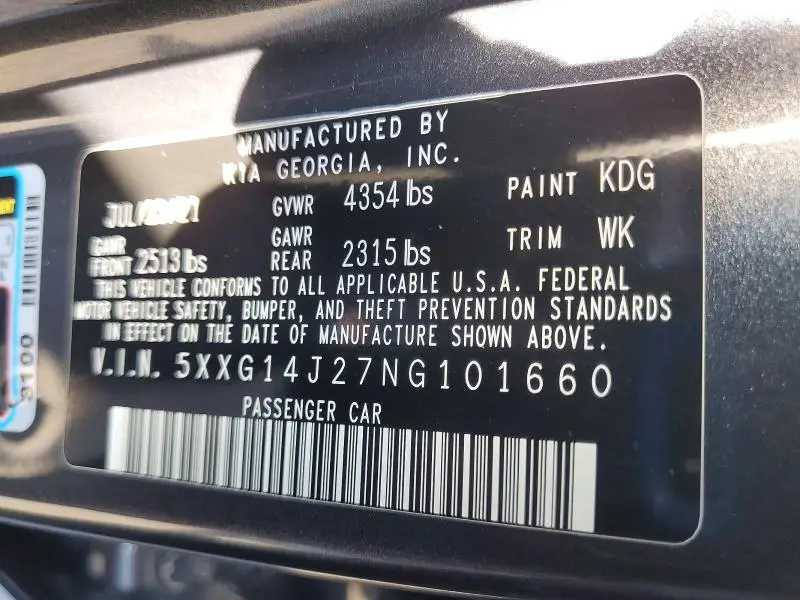 MANUFACTURED BY
KIA GEORGIA, INC.
GVWR 4354 lbs
PAINT KDG
GAWR
FRONT 2513 lbs
GAWR
REAR 2315 lbs
TRIM WK
THIS VEHICLE CONFORMS TO ALL APPLICABLE U.S.A. FEDERAL
MOTOR VEHICLE SAFETY, BUMPER, AND THEFT PREVENTION STANDARDS
IN EFFECT ON THE DATE OF MANUFACTURE SHOWN ABOVE.
V.I.N. 5XXG14J27NG101660
PASSENGER CAR